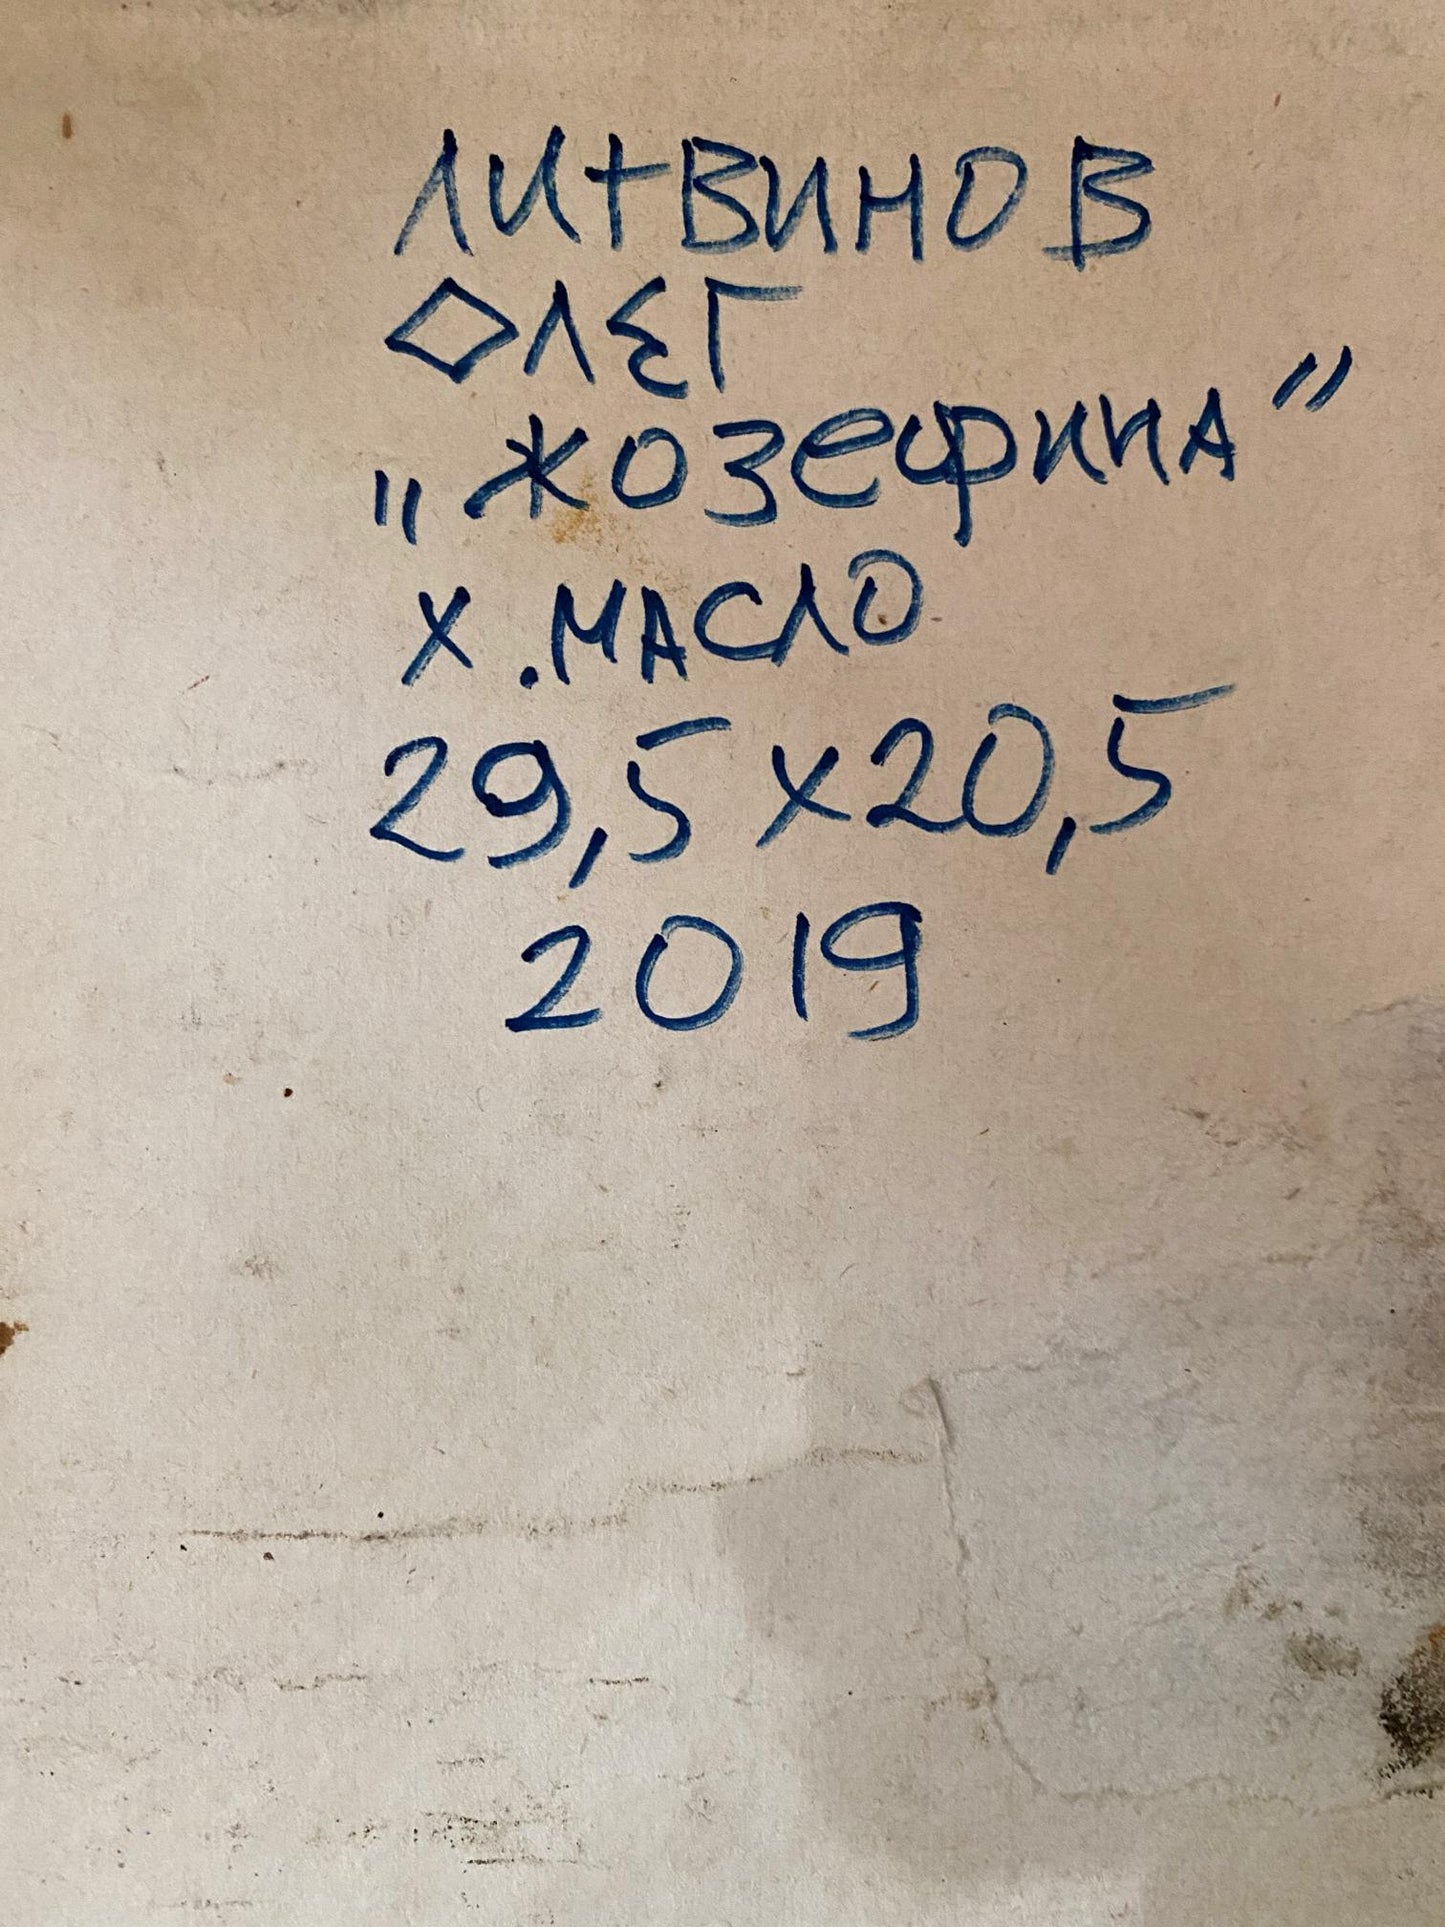 ЛИТВИНОВ
ОЛЕГ
„ЖОЗЕФИНА”
Х.МАСЛО
29,5х20,5
2019